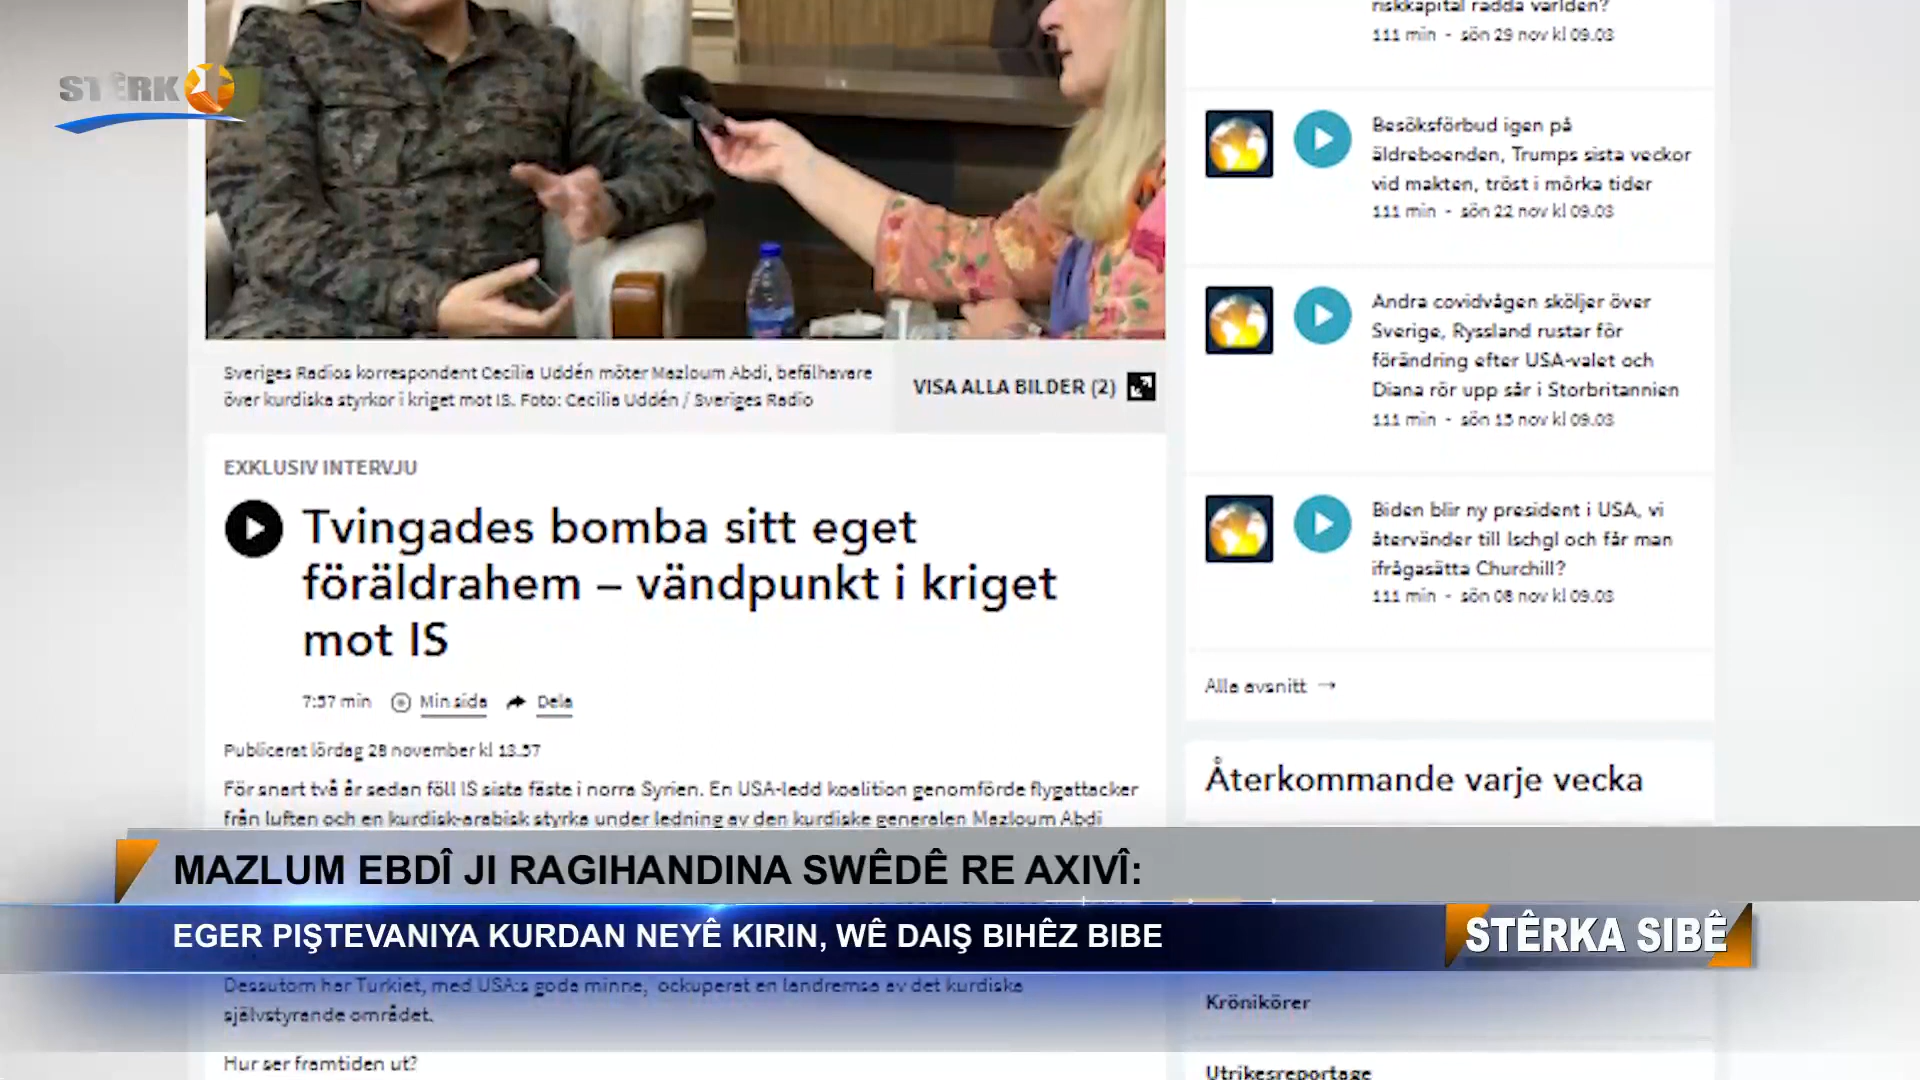 STÊRK
Sveriges Radios korrespondent Cecilia Uddén möter Mazloum Abdi, befälhavare
över kurdiska styrkor i kriget mot IS. Foto: Cecilia Uddén / Sveriges Radio
VISA ALLA BILDER (2)
EXKLUSIV INTERVJU
Tvingades bomba sitt eget
föräldrahem – vändpunkt i kriget
mot IS
7:57 min Min sida Dela
Publicerat lördag 28 november kl 13.57
För snart två år sedan föll IS sista fäste i norra Syrien. En USA-ledd koalition genomförde flygattacker
från luften och en kurdisk-arabisk styrka under ledning av den kurdiske generalen Mazloum Abdi
Dessutom har Turkiet, med USA:s goda minne, ockuperat en landremsa av det kurdiska
självstyrande området.
Hur ser framtiden ut?
riskkapital rädda världen?
111 min - sön 29 nov kl 09.03
Besöksförbud igen på
äldreboenden, Trumps sista veckor
vid makten, tröst i mörka tider
111 min - sön 22 nov kl 09.03
Andra covidvågen sköljer över
Sverige, Ryssland rustar för
förändring efter USA-valet och
Diana rör upp sår i Storbritannien
111 min - sön 15 nov kl 09.03
Biden blir ny president i USA, vi
återvänder till Ischgl och får man
ifrågasätta Churchill?
111 min - sön 08 nov kl 09.03
Alla avsnitt →
Återkommande varje vecka
Krönikörer
Utrikesreportage
MAZLUM EBDÎ JI RAGIHANDINA SWÊDÊ RE AXIVÎ:
EGER PIŞTEVANIYA KURDAN NEYÊ KIRIN, WÊ DAIŞ BIHÊZ BIBE
STÊRKA SIBÊ